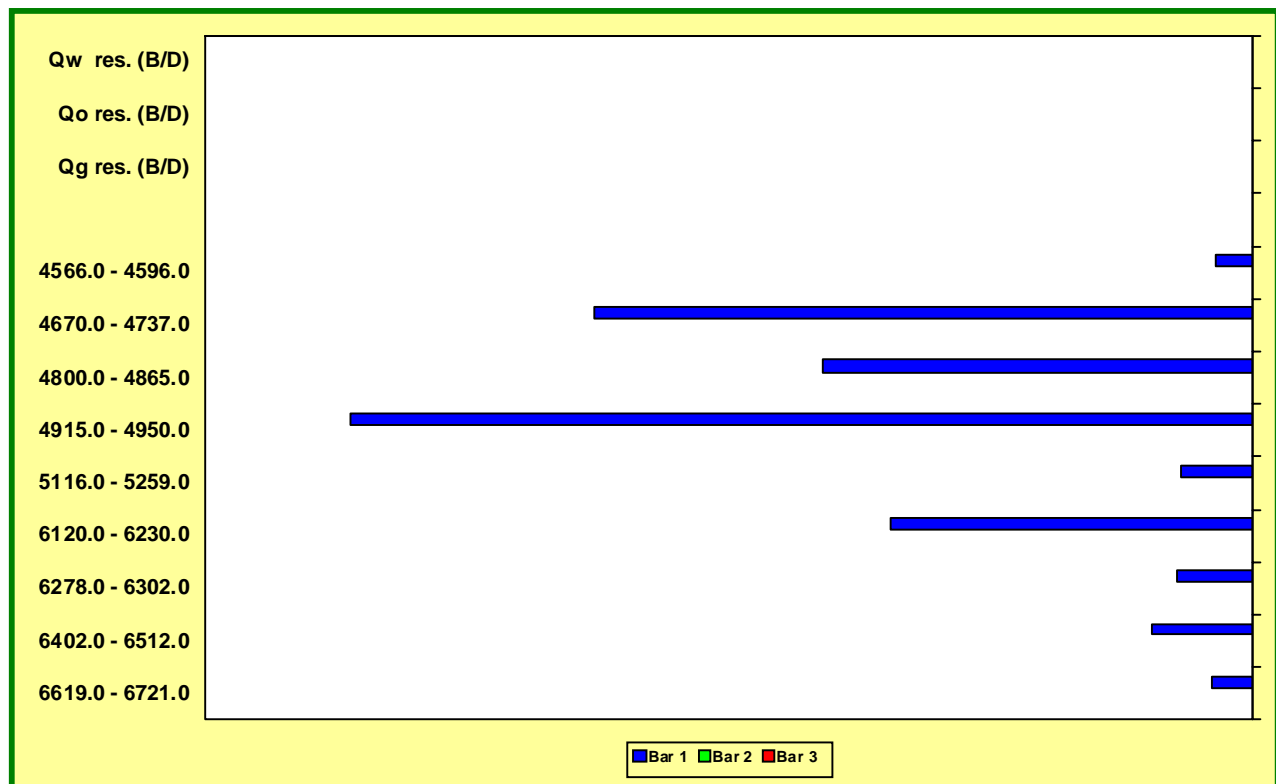 Qw res. (B/D)
Qo res. (B/D)
Qg res. (B/D)
4566.0 - 4596.0
4670.0 - 4737.0
4800.0 - 4865.0
4915.0 - 4950.0
5116.0 - 5259.0
6120.0 - 6230.0
6278.0 - 6302.0
6402.0 - 6512.0
6619.0 - 6721.0
Bar 1 Bar 2 Bar 3